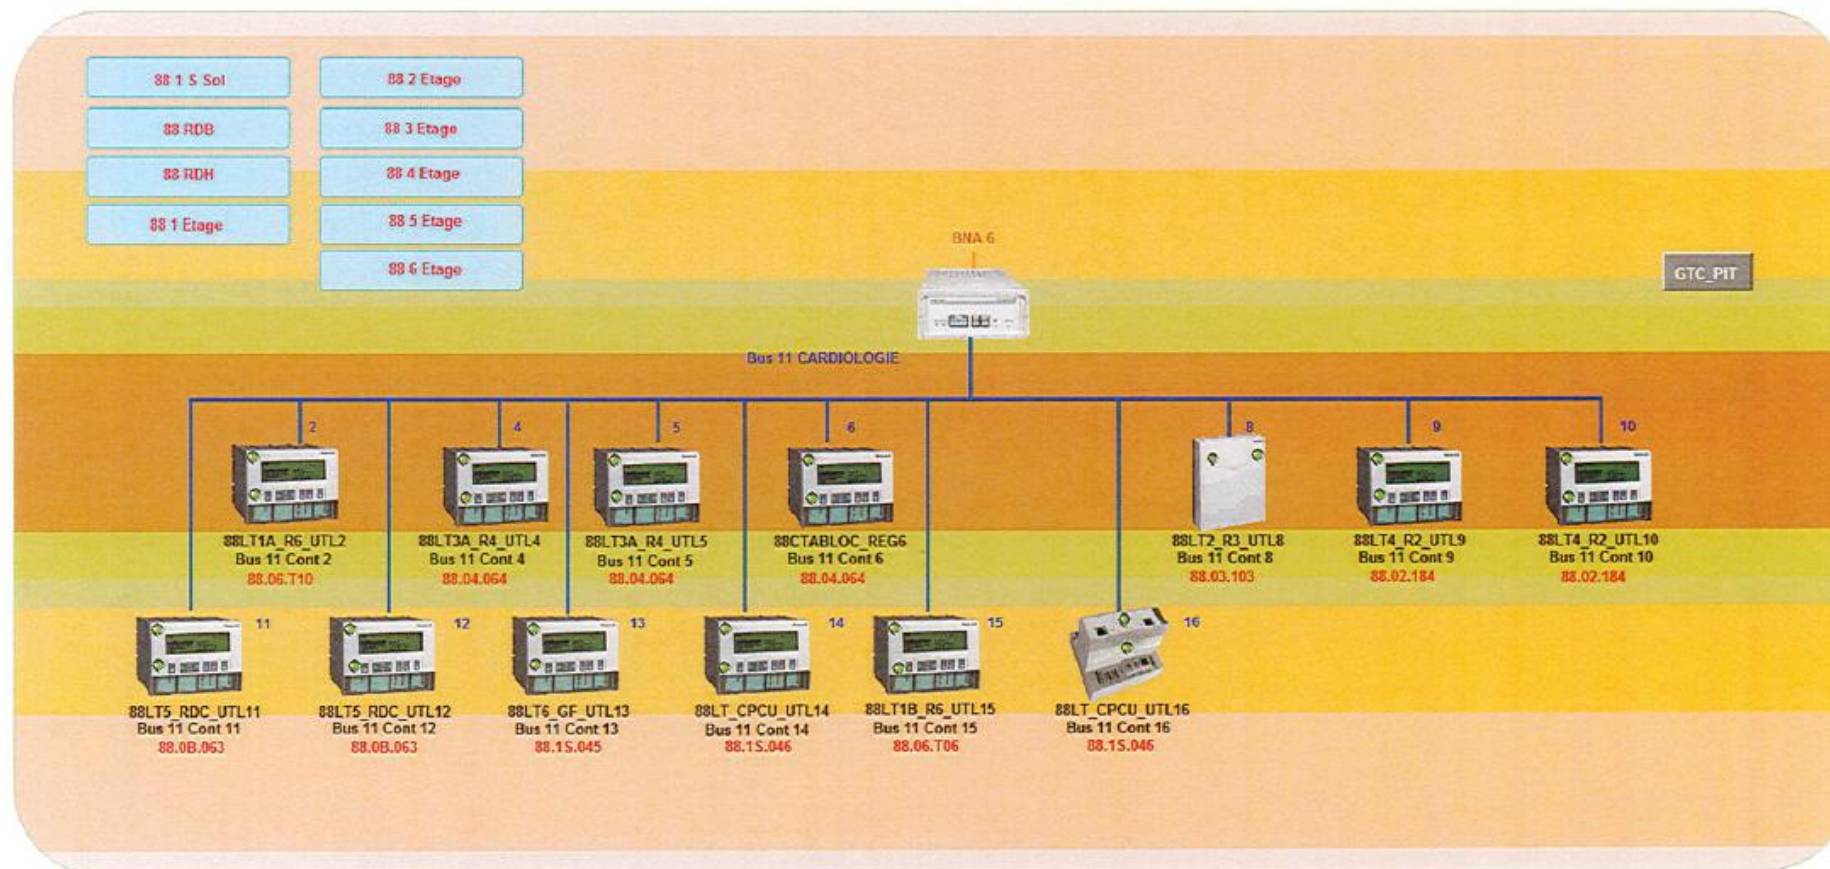 88 1 S Sol
88 2 Etage
88 RDB
88 3 Etage
88 RDH
88 4 Etage
88 1 Etage
88 5 Etage
88 6 Etage
BNA 6
GTC_PIT
Bus 11 CARDIOLOGIE
2
4
5
6
8
9
10
88LT1A_R6_UTL2
Bus 11 Cont 2
88.06.T10
88LT3A_R4_UTL4
Bus 11 Cont 4
88.04.064
88LT3A_R4_UTL5
Bus 11 Cont 5
88.04.064
88CTABLOC_REG6
Bus 11 Cont 6
88.04.064
88LT2_R3_UTL8
Bus 11 Cont 8
88.03.103
88LT4_R2_UTL9
Bus 11 Cont 9
88.02.184
88LT4_R2_UTL10
Bus 11 Cont 10
88.02.184
11
12
13
14
15
16
88LT5_RDC_UTL11
Bus 11 Cont 11
88.0B.063
88LT5_RDC_UTL12
Bus 11 Cont 12
88.0B.063
88LT6_GF_UTL13
Bus 11 Cont 13
88.1S.045
88LT_CPCU_UTL14
Bus 11 Cont 14
88.1S.046
88LT1B_R6_UTL15
Bus 11 Cont 15
88.06.T06
88LT_CPCU_UTL16
Bus 11 Cont 16
88.1S.046